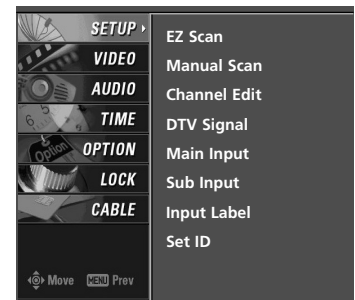 SETUP
VIDEO
AUDIO
TIME
OPTION
LOCK
CABLE
Move MENU Prev
EZ Scan
Manual Scan
Channel Edit
DTV Signal
Main Input
Sub Input
Input Label
Set ID